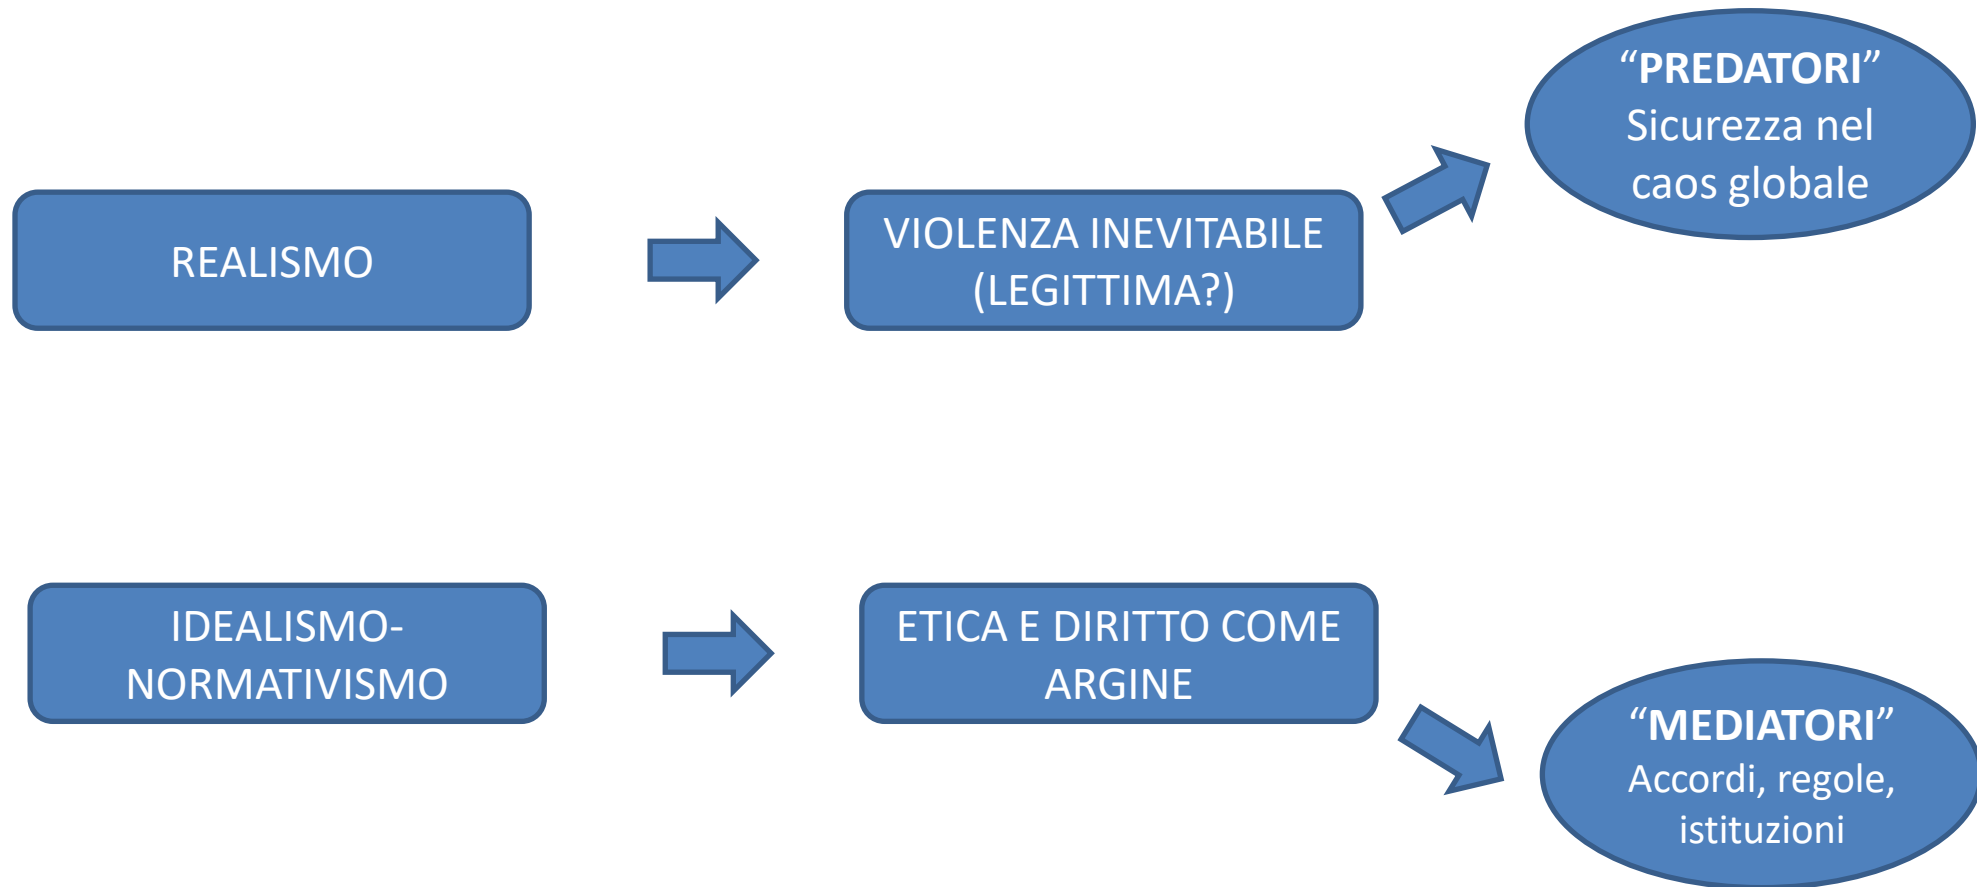 “PREDATORI”
Sicurezza nel
caos globale
REALISMO
VIOLENZA INEVITABILE
(LEGITTIMA?)
IDEALISMO-
NORMATIVISMO
ETICA E DIRITTO COME
ARGINE
“MEDIATORI”
Accordi, regole,
istituzioni